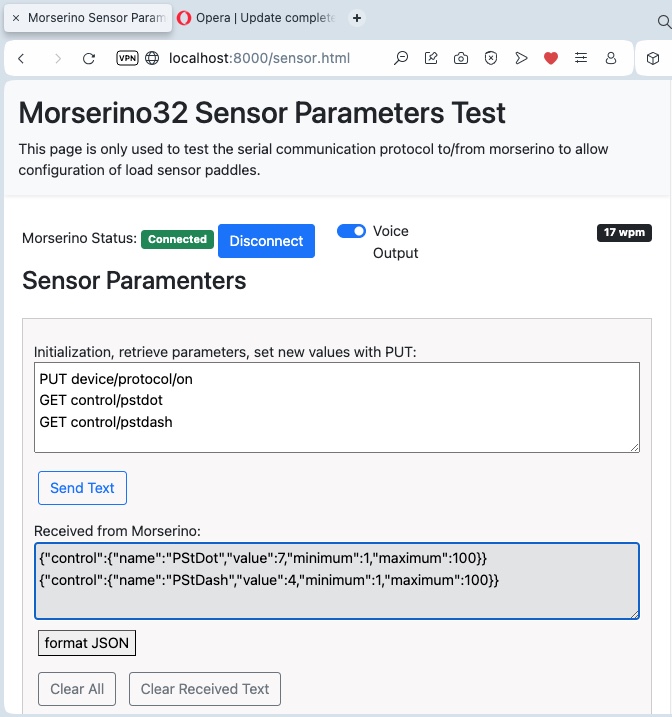 Morserino Sensor Param
Opera | Update complete
VPN
localhost:8000/sensor.html
Morserino32 Sensor Parameters Test
This page is only used to test the serial communication protocol to/from morserino to allow
configuration of load sensor paddles.
Morserino Status: Connected Disconnect Voice Output 17 wpm
Sensor Paramenters
Initialization, retrieve parameters, set new values with PUT:
PUT device/protocol/on
GET control/pstdot
GET control/pstdash
Send Text
Received from Morserino:
{"control":{"name":"PStDot","value":7,"minimum":1,"maximum":100}}
{"control":{"name":"PStDash","value":4,"minimum":1,"maximum":100}}
format JSON
Clear All Clear Received Text